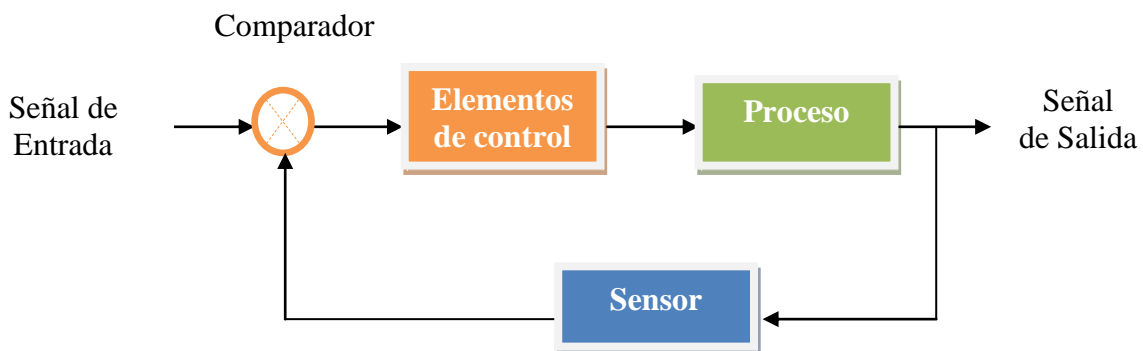 Comparador
Señal de
Entrada
Elementos
de control
Proceso
Señal
de Salida
Sensor